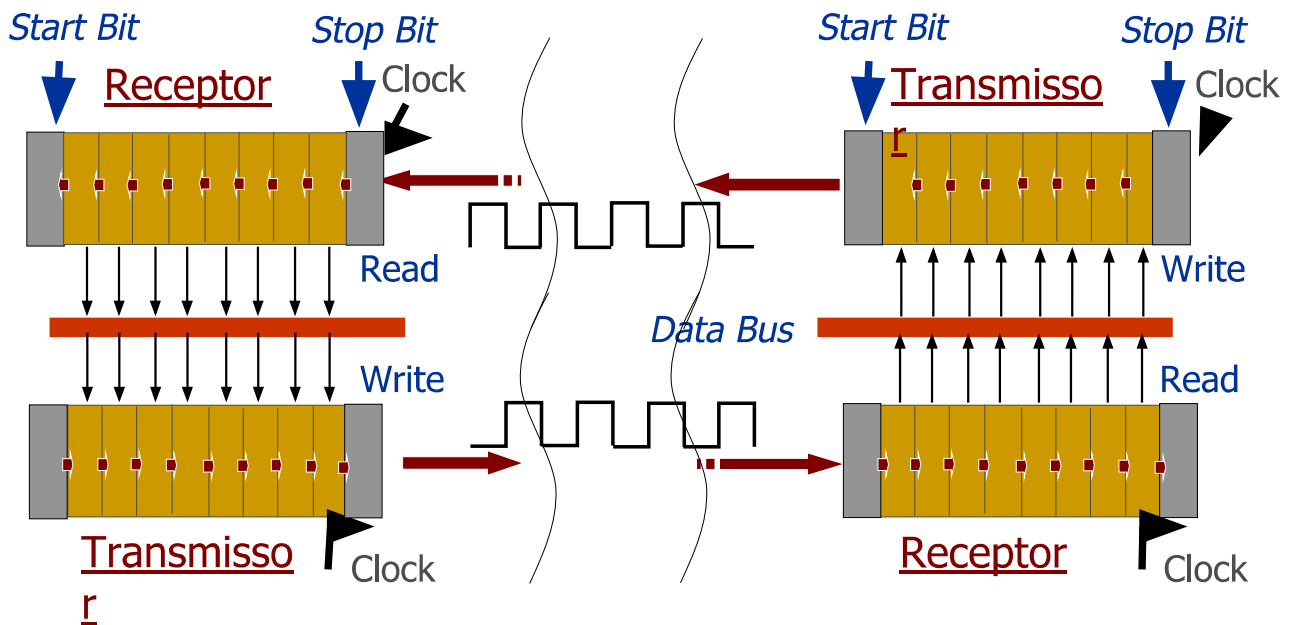 Start Bit
Stop Bit
Start Bit
Stop Bit
Receptor
Clock
Transmisso
r
Clock
Read
Write
Data Bus
Write
Read
Transmisso
r
Clock
Receptor
Clock